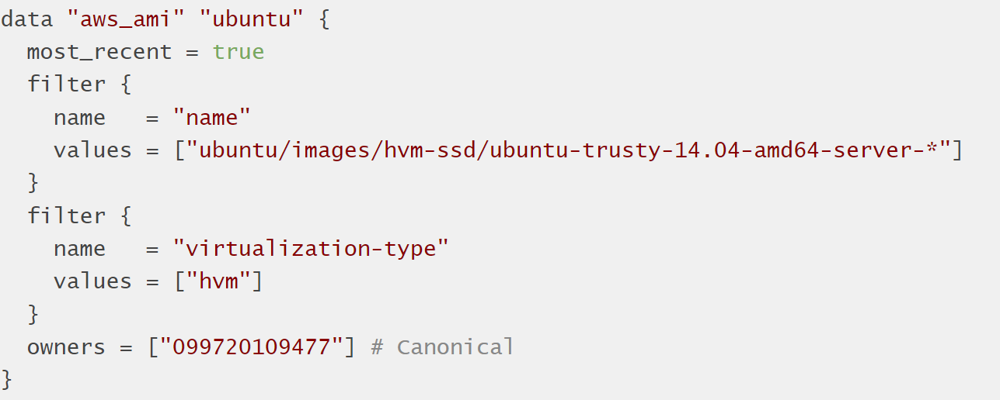 data "aws_ami" "ubuntu" {
  most_recent = true
  filter {
    name   = "name"
    values = ["ubuntu/images/hvm-ssd/ubuntu-trusty-14.04-amd64-server-*"]
  }
  filter {
    name   = "virtualization-type"
    values = ["hvm"]
  }
  owners = ["099720109477"] # Canonical
}